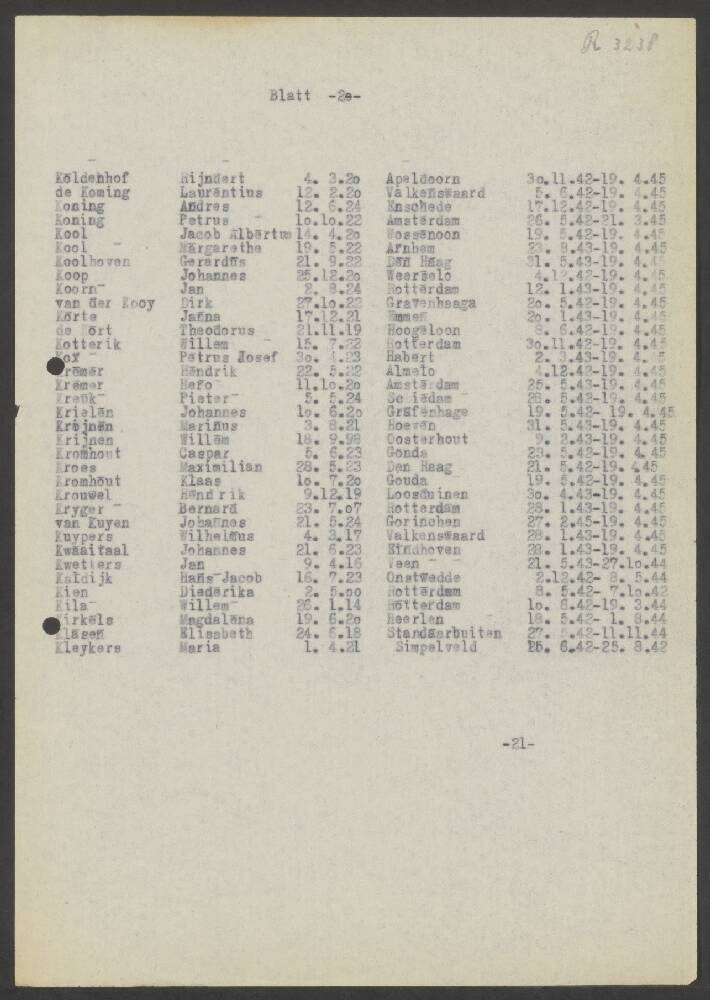 R 3238
Blatt -2o-
Köldenhof Rijndert 4. 3.2o Apeldoorn 3o.11.42-19. 4.45
de Koming Laurentius 12. 2.2o Valkenswaard 5. 6.42-19. 4.45
Koning Andres 12. 6.24 Enschede 17.12.42-19. 4.45
Koning Petrus 1o.1o.22 Amsterdam 26. 5.42-21. 3.45
Kool Jacob Albertus 14. 4.2o Wossenoon 19. 5.42-19. 4.45
Kool Margarethe 19. 5.22 Arnhem 23. 8.43-19. 4.45
Koolhoven Gerardus 21. 9.22 Den Haag 31. 5.43-19. 4.45
Koop Johannes 25.12.2o Weerselo 4.12.42-19. 4.45
Koorn Jan 2. 8.24 Rotterdam 12. 1.43-19. 4.45
van der Kooy Dirk 27.1o.22 Gravenhaaga 2o. 5.42-19. 4.45
Korte Janna 17.12.21 Emmen 2o. 1.43-19. 4.45
de Kort Theodorus 21.11.19 Hoogeloon 8. 6.42-19. 4.45
Kotterik Willem 15. 7.22 Rotterdam 3o.11.42-19. 4.45
Kox Petrus Josef 3o. 4.23 Habert 2. 3.43-19. 4.45
Kremer Hendrik 22. 5.22 Almelo 4.12.42-19. 4.45
Kremer Hero 11.1o.2o Amsterdam 25. 5.43-19. 4.45
Kreuk Pieter 5. 5.24 Sciedam 28. 5.42-19. 4.45
Krielen Johannes 1o. 6.2o Grafenhage 19. 5.42- 19. 4.45
Kreijnen Marinus 3. 8.21 Hoeven 31. 5.43-19. 4.45
Krijnen Willem 18. 9.98 Oosterhout 9. 2.43-19. 4.45
Kromhout Caspar 5. 6.23 Gonda 23. 5.42-19. 4.45
Kroes Maximilian 28. 5.23 Den Haag 21. 5.42-19. 4.45
Kromhout Klaas 1o. 7.2o Gouda 19. 5.42-19. 4.45
Krouwel Hendrik 9.12.19 Loosduinen 3o. 4.43-19. 4.45
Kryger Bernard 23. 7.o7 Rotterdam 28. 1.43-19. 4.45
van Kuyen Johannes 21. 5.24 Gorinchen 27. 2.45-19. 4.45
Kuypers Wilhelmus 4. 3.17 Valkenswaard 28. 1.43-19. 4.45
Kwaaitaal Johannes 21. 6.23 Eindhoven 28. 1.43-19. 4.45
Kwetters Jan 9. 4.16 Veen 21. 5.43-27.1o.44
Kaldijk Hans-Jacob 16. 7.23 Onstwedde 2.12.42- 8. 5.44
Kien Diederika 2. 5.oo Rotterdam 8. 5.42- 7.1o.42
Kila Willem 26. 1.14 Rotterdam 1o. 6.42-19. 3.44
Kirkels Magdalena 19. 6.2o Heerlen 18. 5.42- 1. 8.44
Klasen Elisabeth 24. 6.18 Standaarbuiten 27. 5.42-11.11.44
Kleykers Maria 1. 4.21 Simpelveld 16. 6.42-25. 8.42
-21-